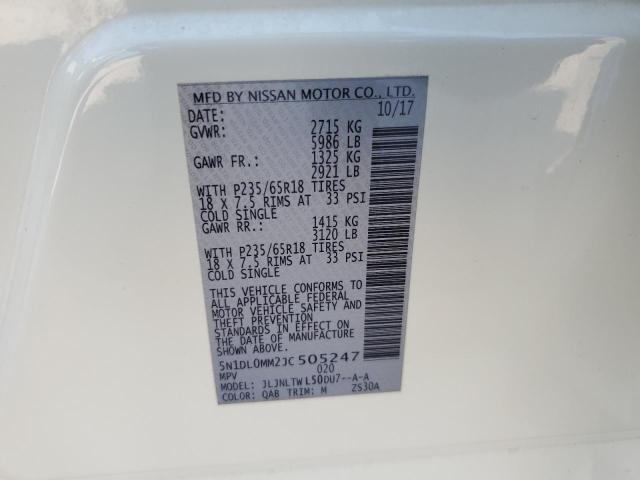 MFD BY NISSAN MOTOR CO., LTD.
DATE: 10/17
GVWR: 2715 KG
5986 LB
GAWR FR.: 1325 KG
2921 LB
WITH P235/65R18 TIRES
18 X 7.5 RIMS AT 33 PSI
COLD SINGLE
GAWR RR.: 1415 KG
3120 LB
WITH P235/65R18 TIRES
18 X 7.5 RIMS AT 33 PSI
COLD SINGLE
THIS VEHICLE CONFORMS TO
ALL APPLICABLE FEDERAL
MOTOR VEHICLE SAFETY AND
THEFT PREVENTION
STANDARDS IN EFFECT ON
THE DATE OF MANUFACTURE
SHOWN ABOVE.
5N1DL0MM2JC505247
MPV 020
MODEL: JLJNLTWL50DU7--A-A
COLOR: QAB TRIM: M ZS30A